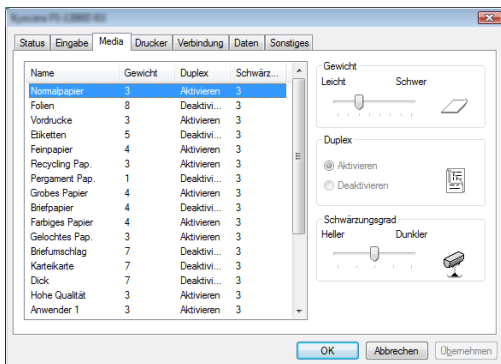 Status Eingabe Media Drucker Verbindung Daten Sonstiges
Name Gewicht Duplex Schwärz...
Normalpapier 3 Aktivieren 3
Folien 8 Deaktivi... 3
Vordrucke 3 Aktivieren 3
Etiketten 5 Deaktivi... 3
Feinpapier 4 Aktivieren 3
Recycling Pap. 3 Aktivieren 3
Pergament Pap. 1 Deaktivi... 3
Grobes Papier 4 Aktivieren 3
Briefpapier 4 Deaktivi... 3
Farbiges Papier 4 Aktivieren 3
Gelochtes Pap. 3 Aktivieren 3
Briefumschlag 7 Deaktivi... 3
Karteikarte 7 Deaktivi... 3
Dick 7 Deaktivi... 3
Hohe Qualität 3 Aktivieren 3
Anwender 1 3 Aktivieren 3
Gewicht
Leicht Schwer
Duplex
Aktivieren
Deaktivieren
Schwärzungsgrad
Heller Dunkler
OK Abbrechen Übernehmen